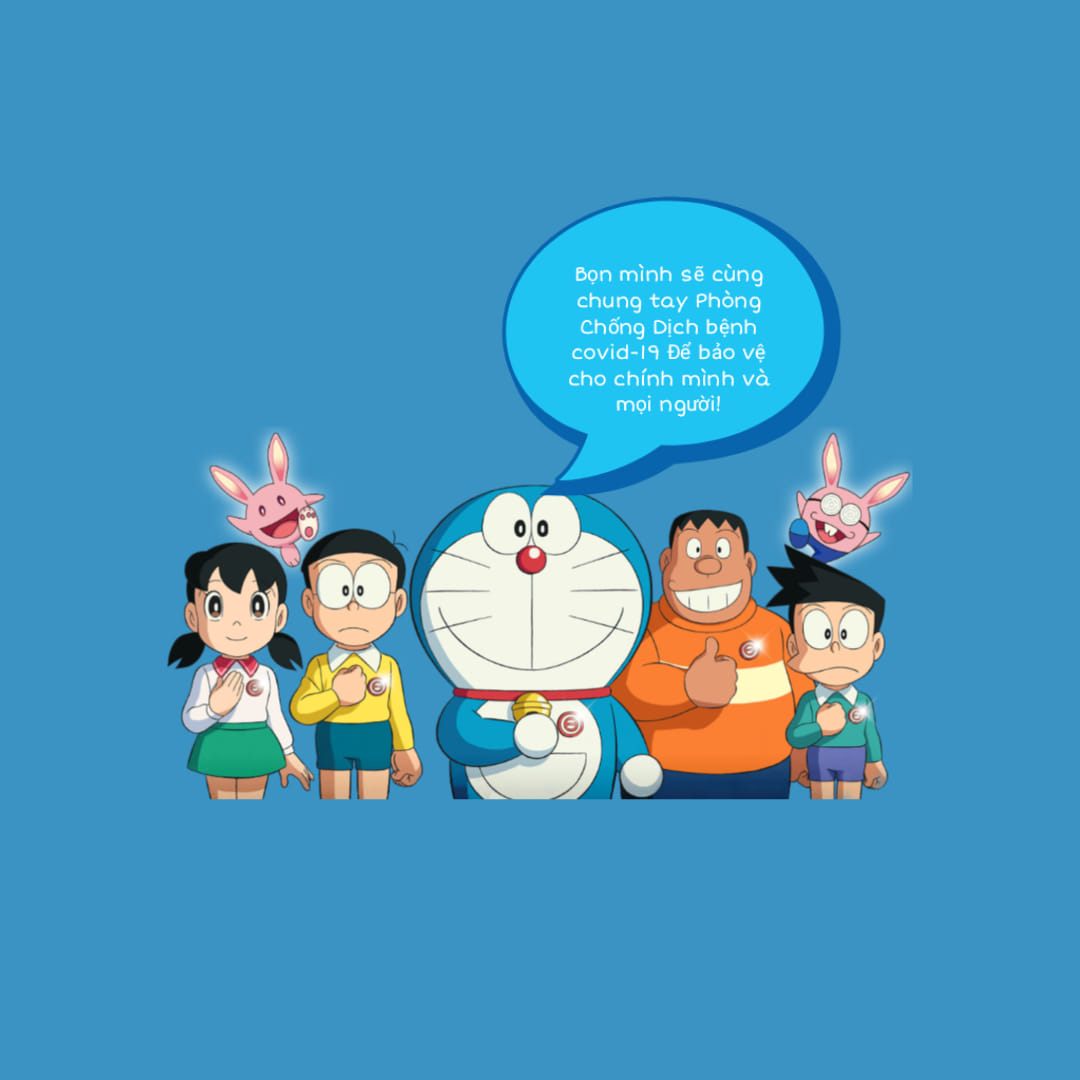 Bọn mình sẽ cùng
chung tay Phòng
Chống Dịch bệnh
covid-19 Để bảo vệ
cho chính mình và
mọi người!